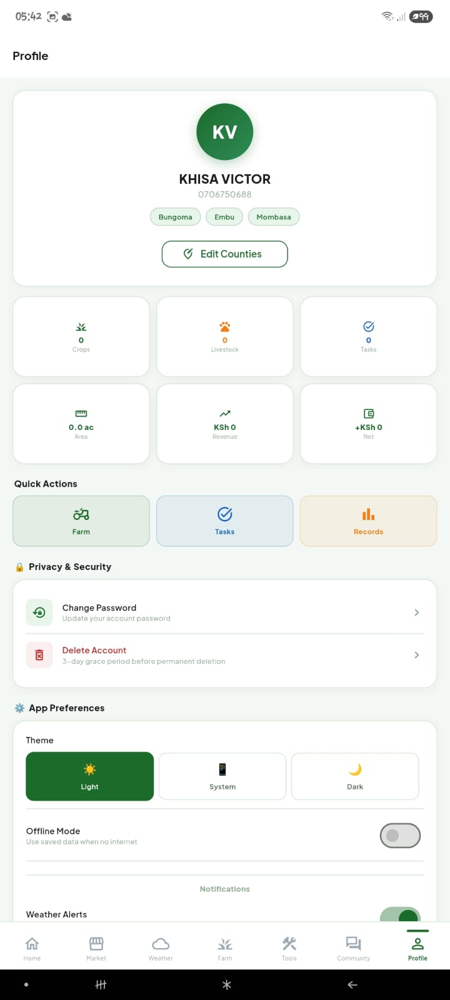 05:42
99
Profile
KV
KHISA VICTOR
0706750688
Bungoma Embu Mombasa
Edit Counties
0 0 0
Crops Livestock Tasks
0.0 ac KSh 0 +KSh 0
Area Revenue Net
Quick Actions
Farm Tasks Records
Privacy & Security
Change Password
Update your account password
Delete Account
3-day grace period before permanent deletion
App Preferences
Theme
Light System Dark
Offline Mode
Use saved data when no internet
Notifications
Weather Alerts
Home Market Weather Farm Tools Community Profile